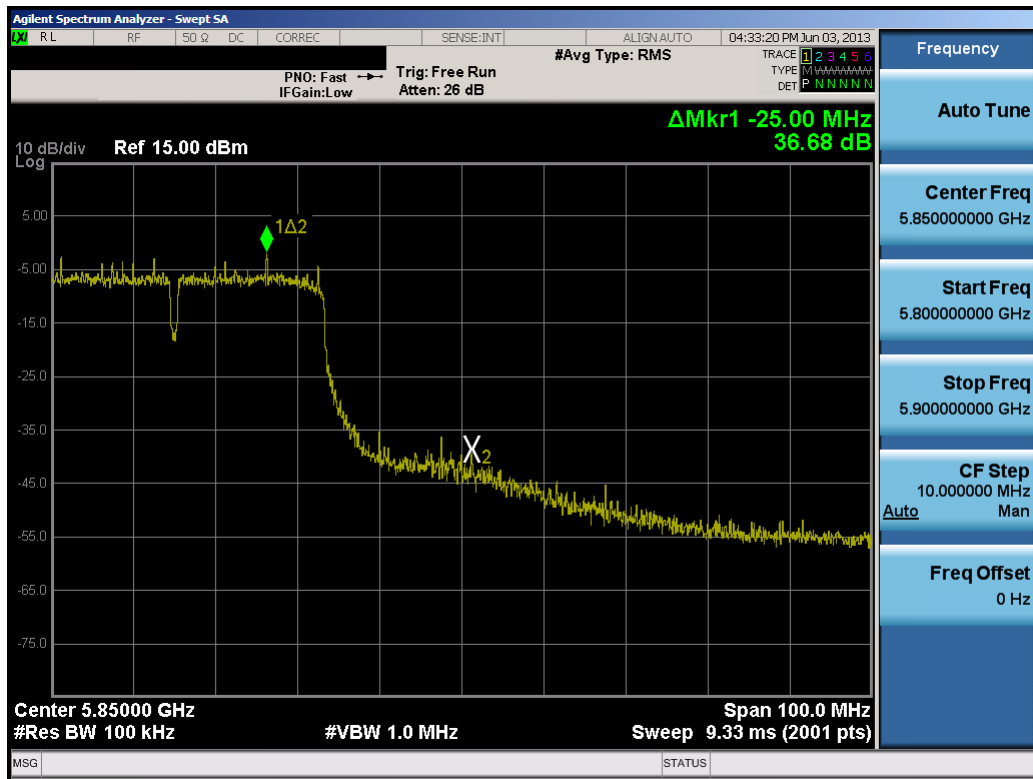 Agilent Spectrum Analyzer - Swept SA
LXI RL RF 50 Ω DC CORREC SENSE:INT ALIGN AUTO 04:33:20 PM Jun 03, 2013
#Avg Type: RMS
TRACE 1 2 3 4 5 6
PNO: Fast Trig: Free Run
TYPE M WWWWW
IFGain:Low Atten: 26 dB
DET P N N N N N
Frequency
Auto Tune
Center Freq
5.850000000 GHz
Start Freq
5.800000000 GHz
Stop Freq
5.900000000 GHz
CF Step
10.000000 MHz
Auto Man
Freq Offset
0 Hz
ΔMkr1 -25.00 MHz
36.68 dB
10 dB/div Ref 15.00 dBm
Log
1Δ2
5.00
-5.00
-15.0
-25.0
-35.0
X2
-45.0
-55.0
-65.0
-75.0
Center 5.85000 GHz Span 100.0 MHz
#Res BW 100 kHz #VBW 1.0 MHz Sweep 9.33 ms (2001 pts)
MSG STATUS